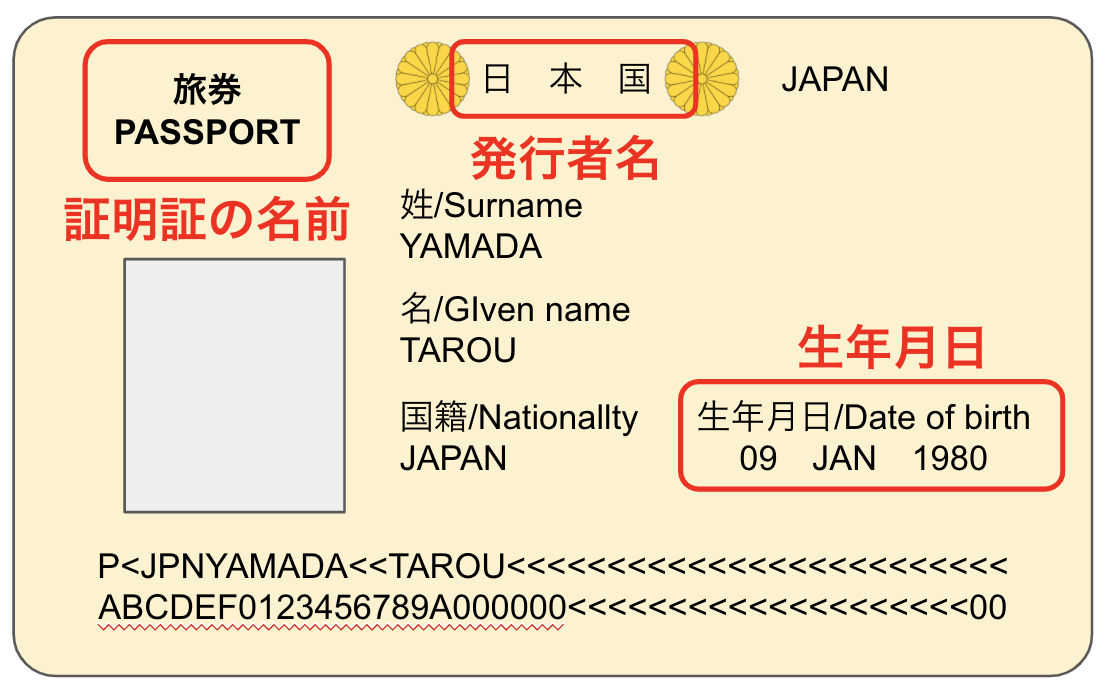 旅券
PASSPORT
証明証の名前
日 本 国
JAPAN
発行者名
姓/Surname
YAMADA
名/GIven name
TAROU
国籍/NationalIty
JAPAN
生年月日
生年月日/Date of birth
09 JAN 1980
P<JPNYAMADA<<TAROU<<<<<<<<<<<<<<<<<<<<<<<<<
ABCDEF0123456789A000000<<<<<<<<<<<<<<<<<<<<00